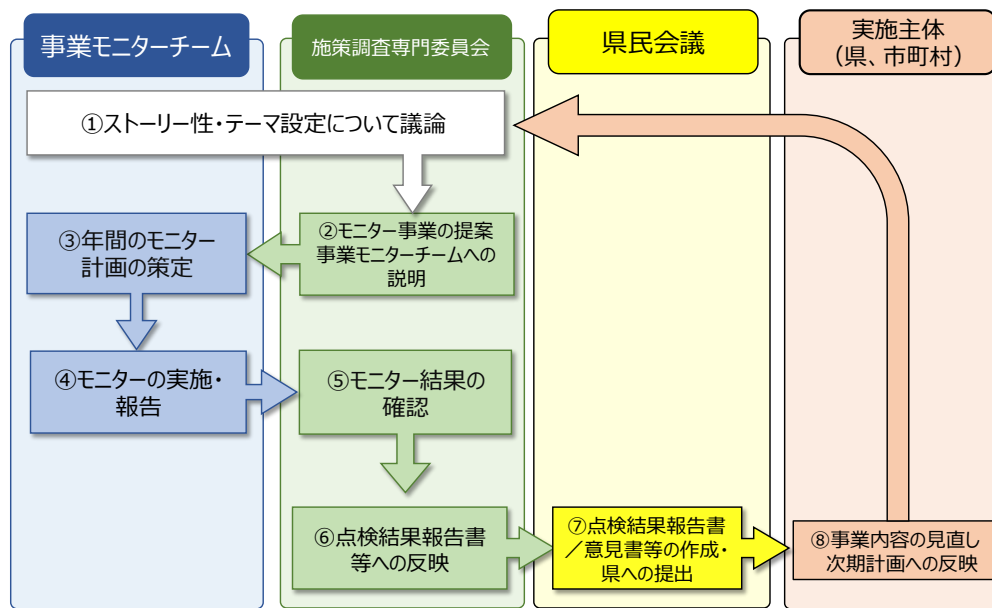 事業モニターチーム
施策調査専門委員会
県民会議
実施主体
（県、市町村）
①ストーリー性・テーマ設定について議論
②モニター事業の提案
事業モニターチームへの
説明
③年間のモニター
計画の策定
④モニターの実施・
報告
⑤モニター結果の
確認
⑥点検結果報告書
等への反映
⑦点検結果報告書
／意見書等の作成・
県への提出
⑧事業内容の見直し
次期計画への反映